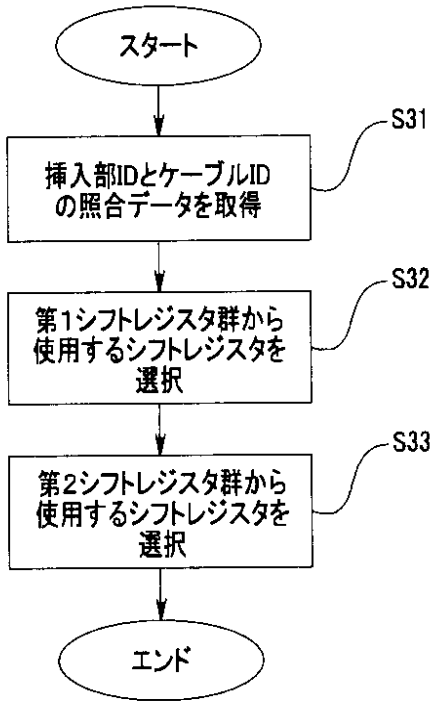 スタート
S31
挿入部IDとケーブルID
の照合データを取得
S32
第1シフトレジスタ群から
使用するシフトレジスタを
選択
S33
第2シフトレジスタ群から
使用するシフトレジスタを
選択
エンド